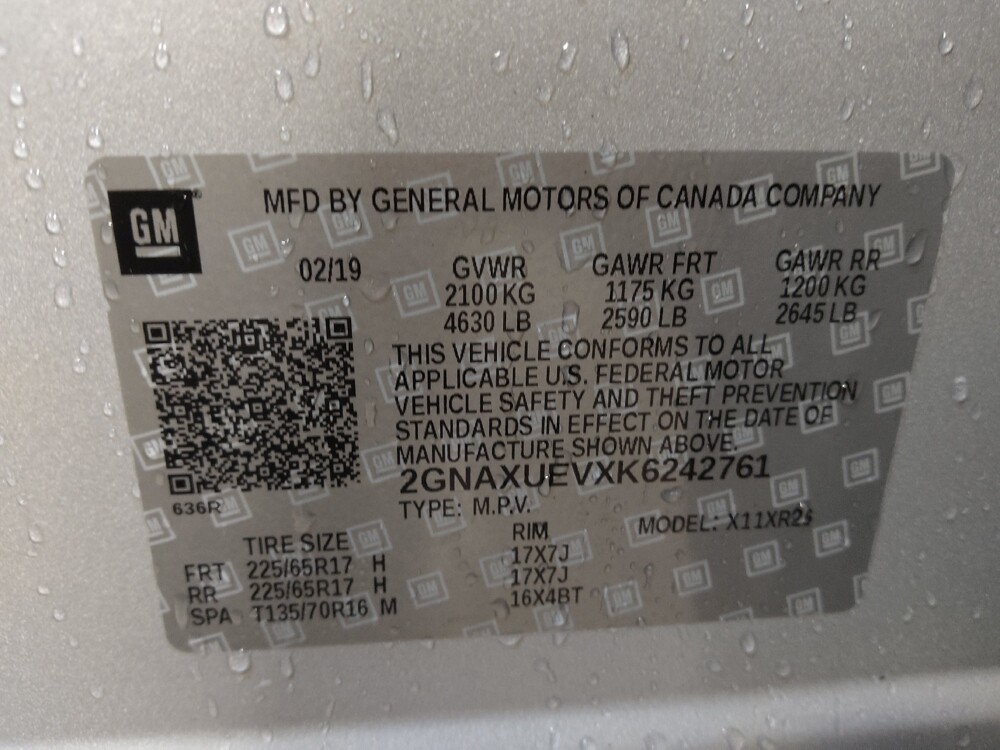 GM
MFD BY GENERAL MOTORS OF CANADA COMPANY
02/19 GVWR GAWR FRT GAWR RR
2100 KG 1175 KG 1200 KG
4630 LB 2590 LB 2645 LB
THIS VEHICLE CONFORMS TO ALL
APPLICABLE U.S. FEDERAL MOTOR
VEHICLE SAFETY AND THEFT PREVENTION
STANDARDS IN EFFECT ON THE DATE OF
MANUFACTURE SHOWN ABOVE.
2GNAXUEVXK6242761
636R
TYPE: M.P.V. MODEL:
TIRE SIZE RIM
FRT 225/65R17 H 17X7J
RR 225/65R17 H 17X7J
SPA T135/70R16 M 16X4BT